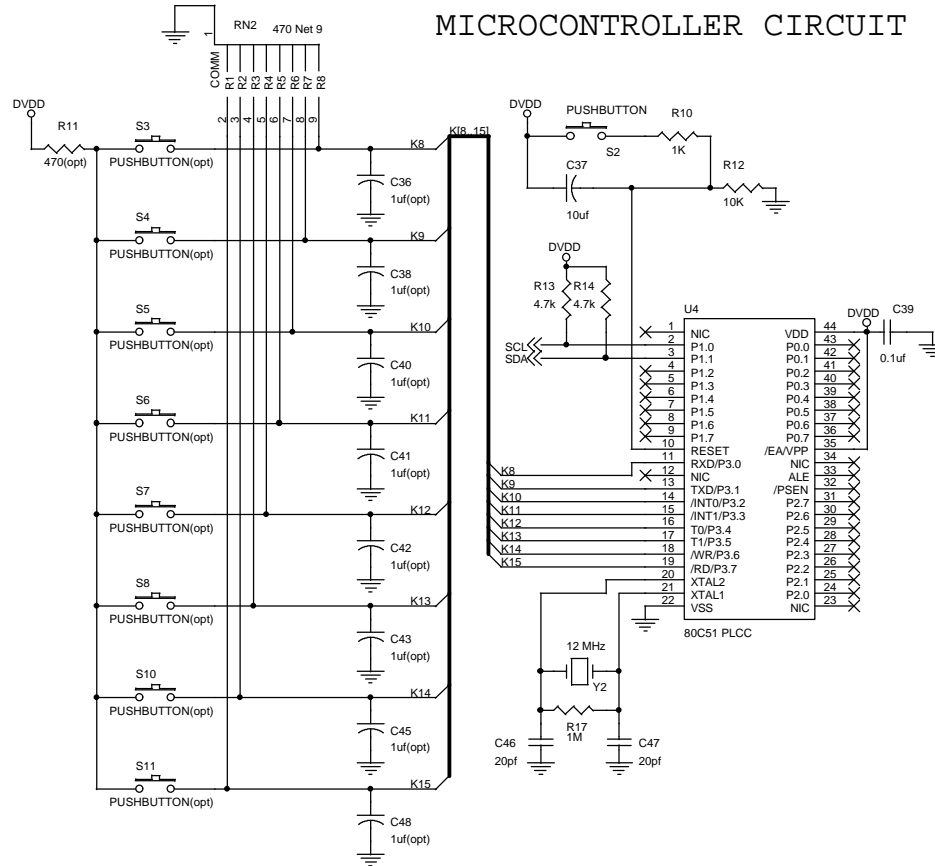 MICROCONTROLLER CIRCUIT
RN2
470 Net 9
1
COMM
R1
R2
R3
R4
R5
R6
R7
R8
2
3
4
5
6
7
8
9
DVDD
R11
470(opt)
S3
PUSHBUTTON(opt)
K8
C36
1uf(opt)
S4
PUSHBUTTON(opt)
K9
C38
1uf(opt)
S5
PUSHBUTTON(opt)
K10
C40
1uf(opt)
S6
PUSHBUTTON(opt)
K11
C41
1uf(opt)
S7
PUSHBUTTON(opt)
K12
C42
1uf(opt)
S8
PUSHBUTTON(opt)
K13
C43
1uf(opt)
S10
PUSHBUTTON(opt)
K14
C45
1uf(opt)
S11
PUSHBUTTON(opt)
K15
C48
1uf(opt)
K[8..15]
DVDD
PUSHBUTTON
S2
R10
1K
C37
10uf
R12
10K
DVDD
R13
4.7k
R14
4.7k
SCL
SDA
U4
1 NIC
2 P1.0
3 P1.1
4 P1.2
5 P1.3
6 P1.4
7 P1.5
8 P1.6
9 P1.7
10 RESET
11 RXD/P3.0
12 NIC
13 TXD/P3.1
14 /INT0/P3.2
15 /INT1/P3.3
16 T0/P3.4
17 T1/P3.5
18 /WR/P3.6
19 /RD/P3.7
20 XTAL2
21 XTAL1
22 VSS
VDD 44
P0.0 43
P0.1 42
P0.2 41
P0.3 40
P0.4 39
P0.5 38
P0.6 37
P0.7 36
/EA/VPP 35
NIC 34
ALE 33
/PSEN 32
P2.7 31
P2.6 30
P2.5 29
P2.4 28
P2.3 27
P2.2 26
P2.1 25
P2.0 24
NIC 23
80C51 PLCC
DVDD
C39
0.1uf
K8
K9
K10
K11
K12
K13
K14
K15
12 MHz
Y2
R17
1M
C46
20pf
C47
20pf